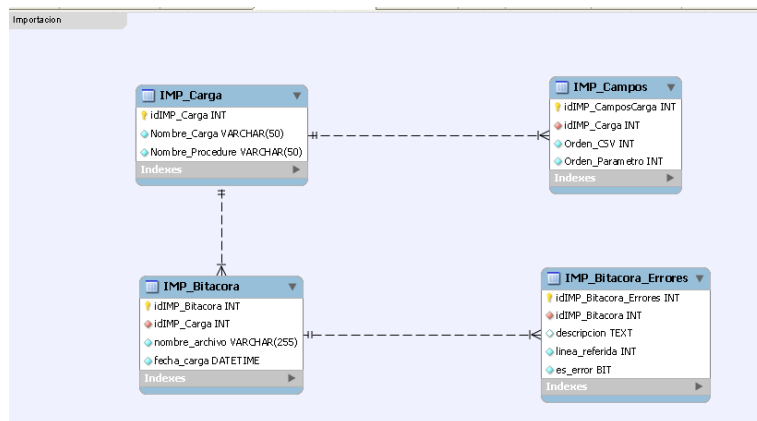 Importacion
IMP_Carga
idIMP_Carga INT
Nombre_Carga VARCHAR(50)
Nombre_Procedure VARCHAR(50)
Indexes
IMP_Campos
idIMP_CamposCarga INT
idIMP_Carga INT
Orden_CSV INT
Orden_Parametro INT
Indexes
IMP_Bitacora
idIMP_Bitacora INT
idIMP_Carga INT
nombre_archivo VARCHAR(255)
fecha_carga DATETIME
Indexes
IMP_Bitacora_Errores
idIMP_Bitacora_Errores INT
idIMP_Bitacora INT
descripcion TEXT
linea_referida INT
es_error BIT
Indexes